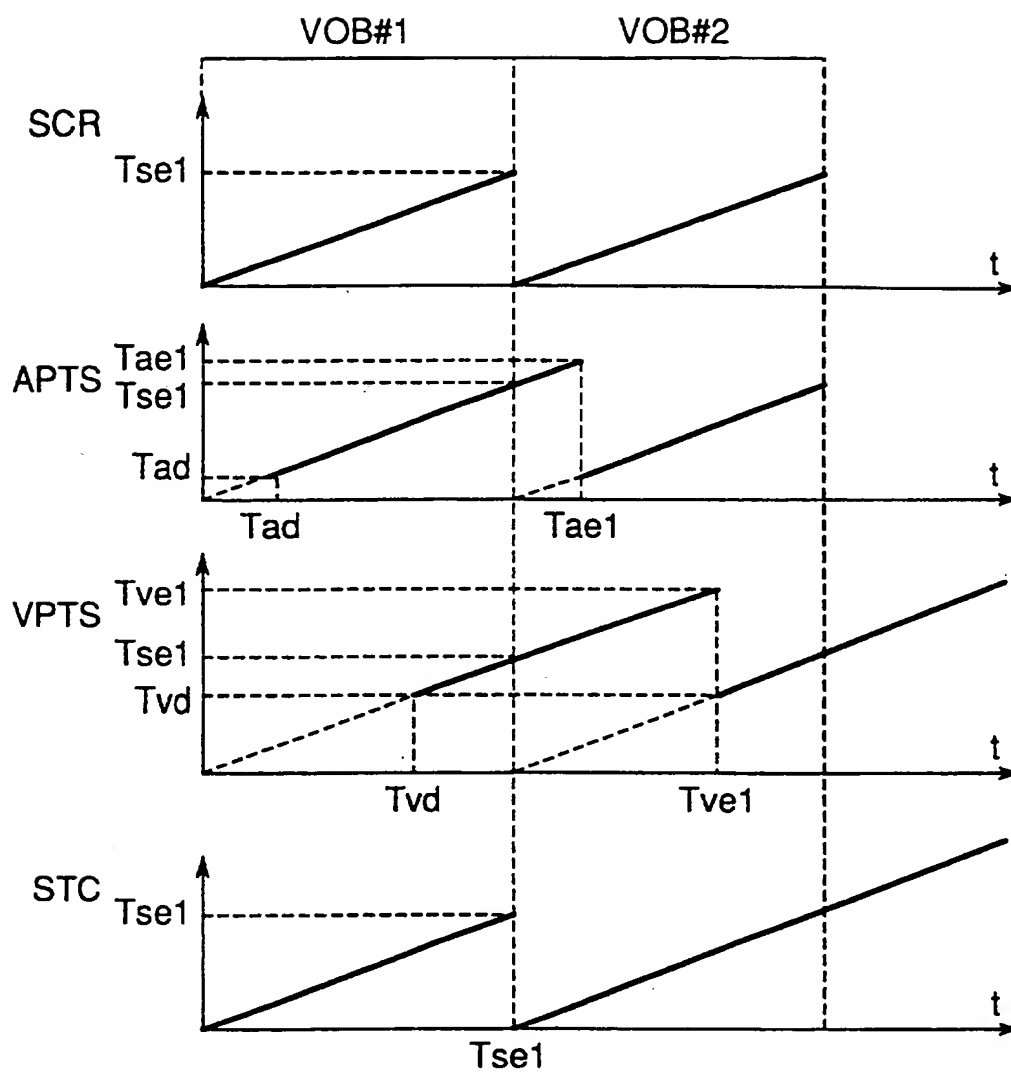 VOB#1 VOB#2
SCR
Tse1
t
Tae1
APTS
Tse1
Tad
t
Tad Tae1
Tve1
VPTS
Tse1
Tvd
t
Tvd Tve1
STC
Tse1
t
Tse1